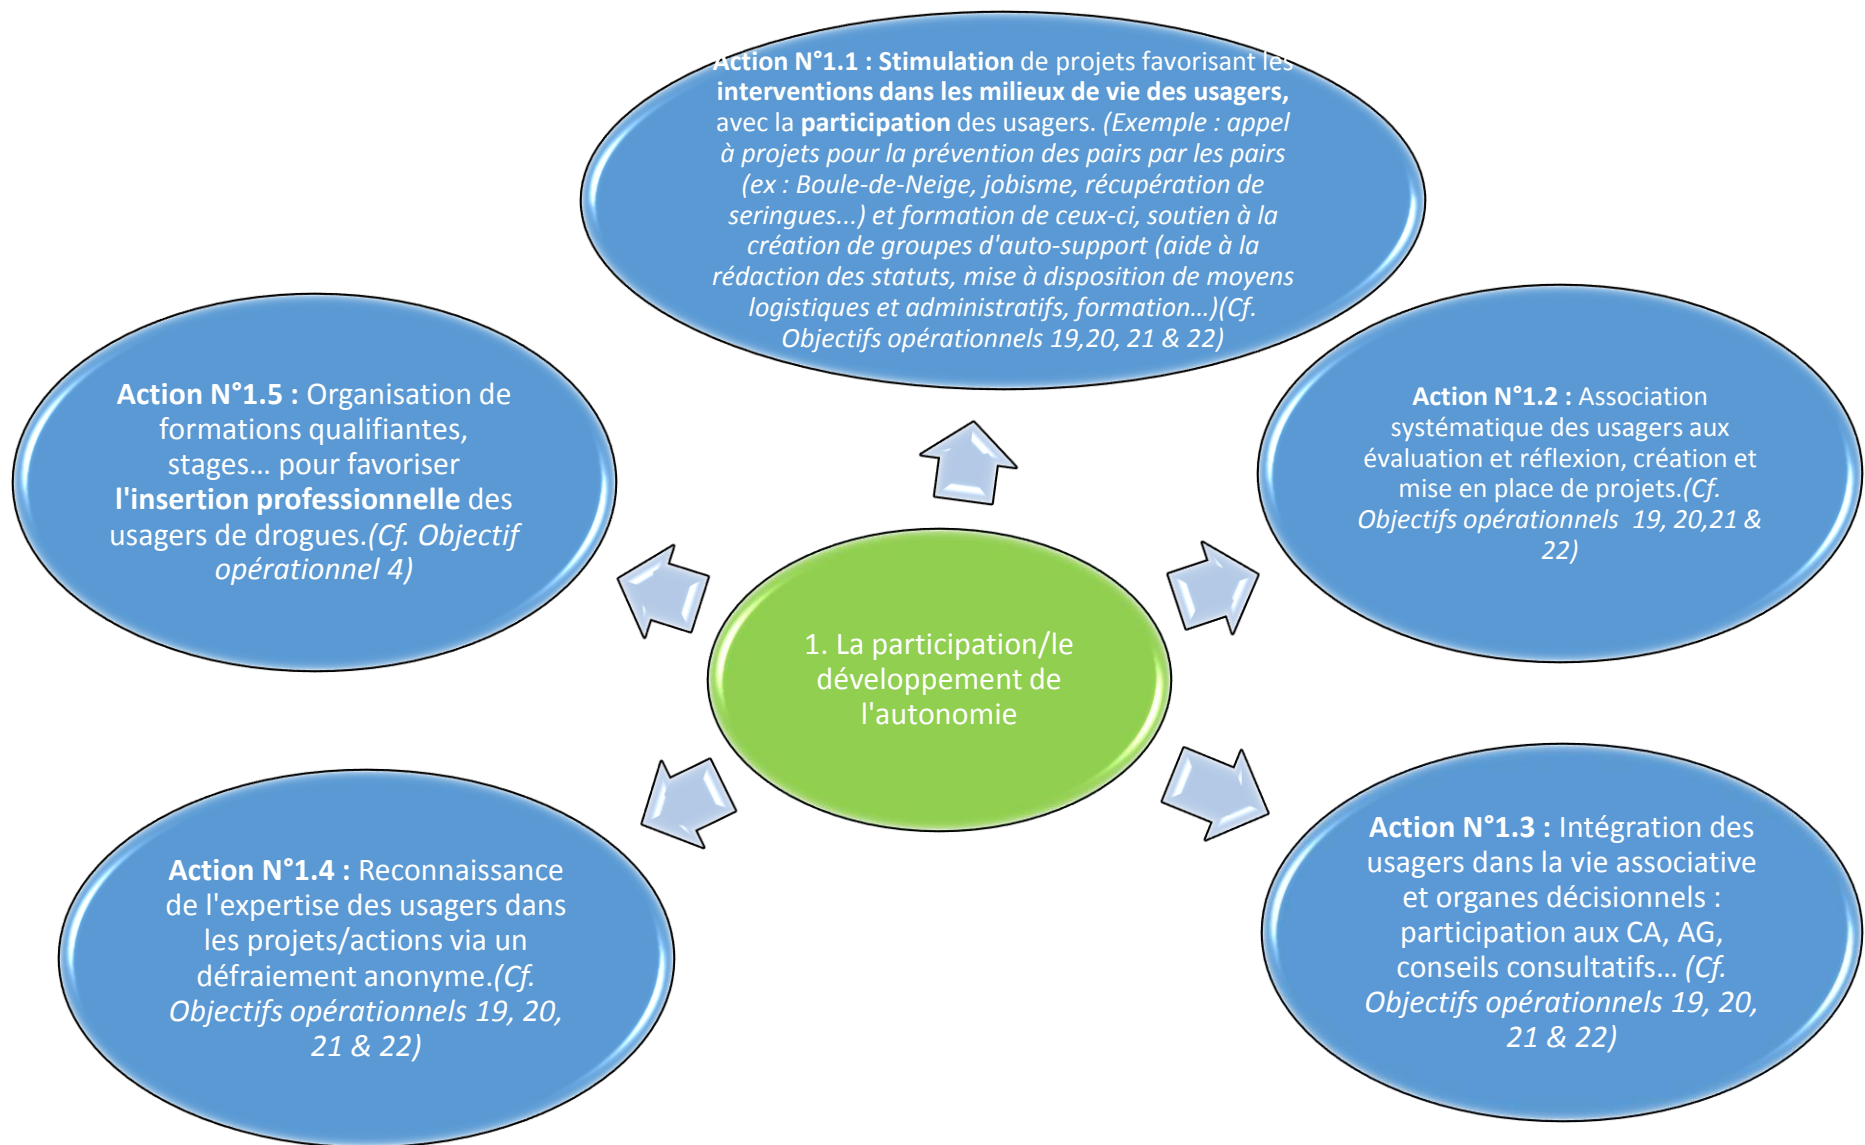 Action N°1.1 : Stimulation de projets favorisant les
interventions dans les milieux de vie des usagers,
avec la participation des usagers. (Exemple : appel
à projets pour la prévention des pairs par les pairs
(ex : Boule-de-Neige, jobisme, récupération de
seringues...) et formation de ceux-ci, soutien à la
création de groupes d'auto-support (aide à la
rédaction des statuts, mise à disposition de moyens
logistiques et administratifs, formation…)(Cf.
Objectifs opérationnels 19,20, 21 & 22)
Action N°1.2 : Association
systématique des usagers aux
évaluation et réflexion, création et
mise en place de projets.(Cf.
Objectifs opérationnels 19, 20,21 &
22)
Action N°1.3 : Intégration des
usagers dans la vie associative
et organes décisionnels :
participation aux CA, AG,
conseils consultatifs… (Cf.
Objectifs opérationnels 19, 20,
21 & 22)
Action N°1.4 : Reconnaissance
de l'expertise des usagers dans
les projets/actions via un
défraiement anonyme.(Cf.
Objectifs opérationnels 19, 20,
21 & 22)
Action N°1.5 : Organisation de
formations qualifiantes,
stages… pour favoriser
l'insertion professionnelle des
usagers de drogues.(Cf. Objectif
opérationnel 4)
1. La participation/le
développement de
l'autonomie